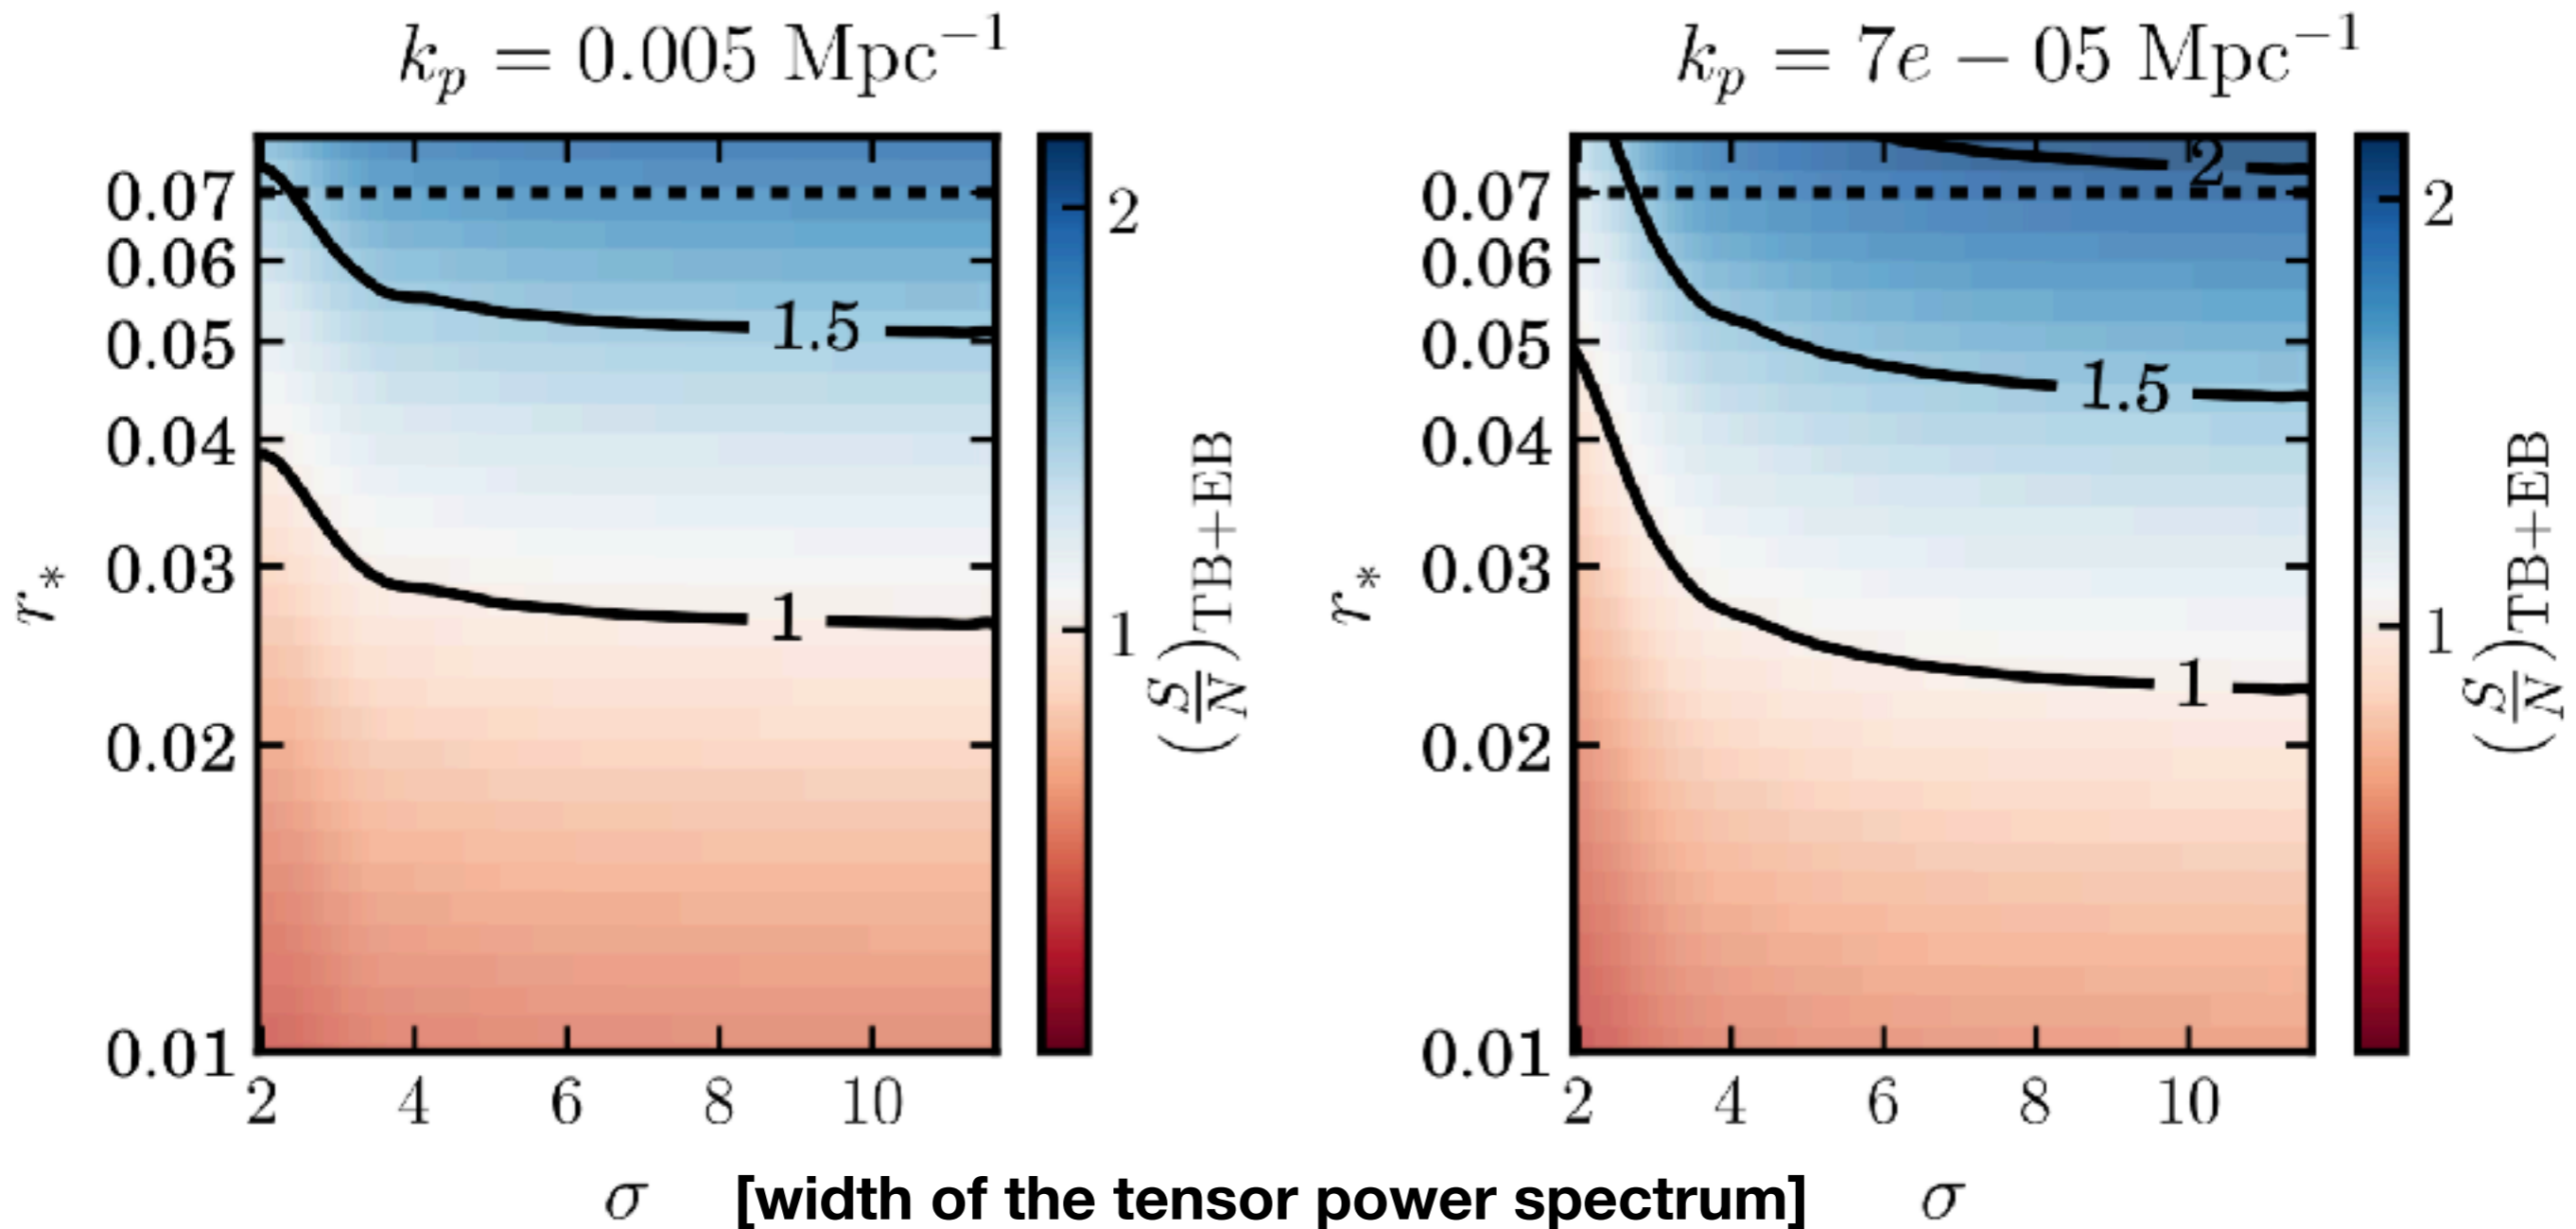 k_p = 0.005 Mpc⁻¹
0.07
0.06
0.05
0.04
0.03
0.02
0.01
r_*
1.5
1
2 4 6 8 10
2
1
(S/N)_TB+EB
k_p = 7e − 05 Mpc⁻¹
0.07
0.06
0.05
0.04
0.03
0.02
0.01
r_*
2
1.5
1
2 4 6 8 10
2
1
(S/N)_TB+EB
σ [width of the tensor power spectrum] σ